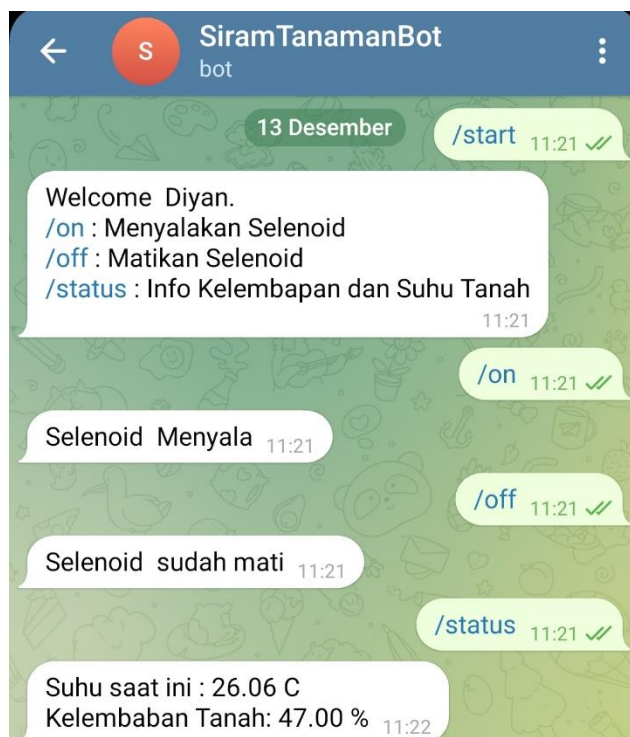 S
SiramTanamanBot
bot
13 Desember
/start 11:21
Welcome Diyan.
/on : Menyalakan Selenoid
/off : Matikan Selenoid
/status : Info Kelembapan dan Suhu Tanah
11:21
/on 11:21
Selenoid Menyala 11:21
/off 11:21
Selenoid sudah mati 11:21
/status 11:21
Suhu saat ini : 26.06 C
Kelembaban Tanah: 47.00 % 11:22